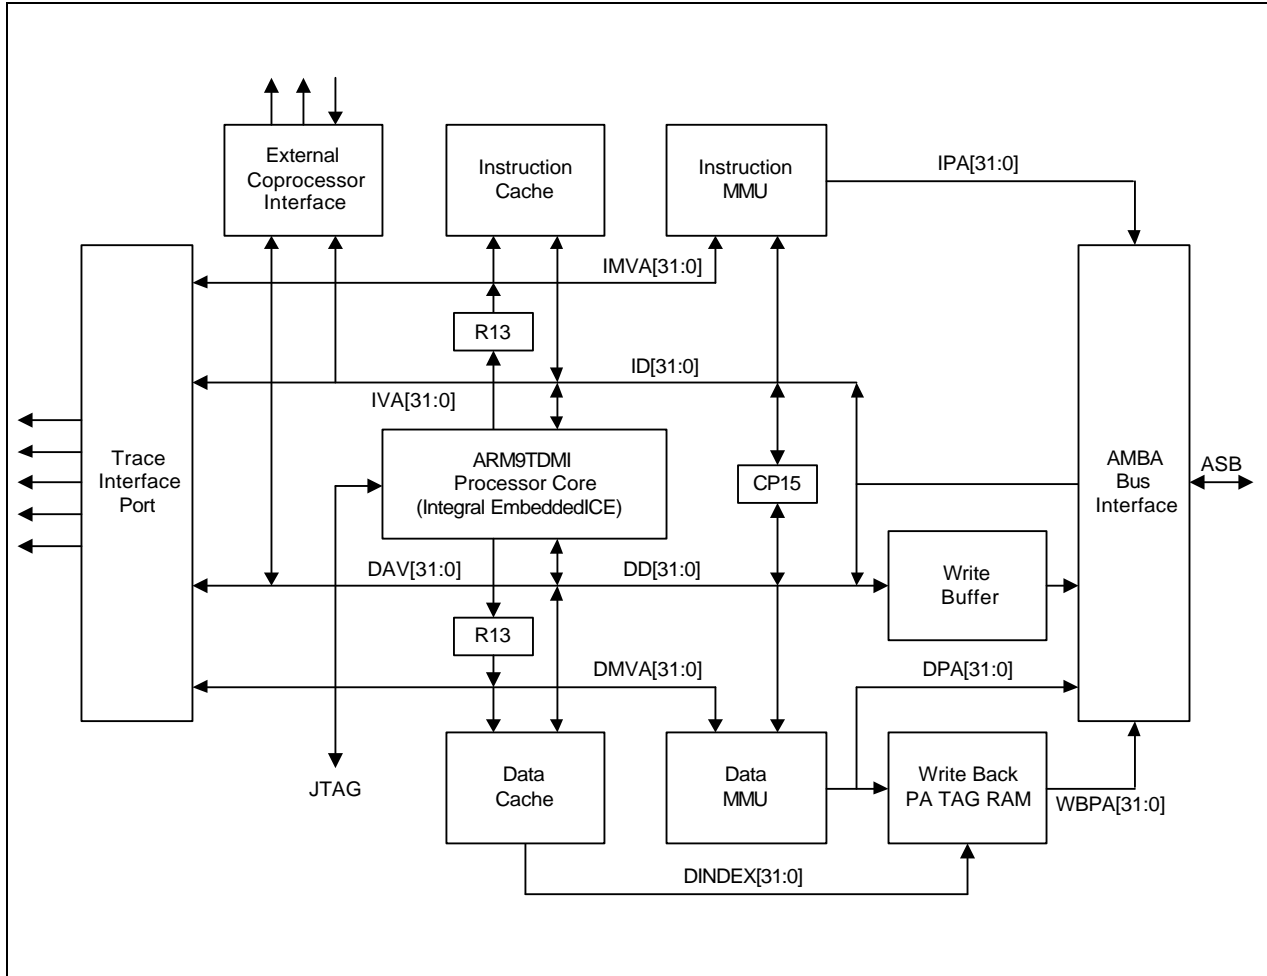 External
Coprocessor
Interface
Instruction
Cache
Instruction
MMU
IPA[31:0]
IMVA[31:0]
R13
ID[31:0]
IVA[31:0]
Trace
Interface
Port
ARM9TDMI
Processor Core
(Integral EmbeddedICE)
CP15
AMBA
Bus
Interface
ASB
DAV[31:0]
DD[31:0]
Write
Buffer
R13
DMVA[31:0]
DPA[31:0]
JTAG
Data
Cache
Data
MMU
Write Back
PA TAG RAM
WBPA[31:0]
DINDEX[31:0]